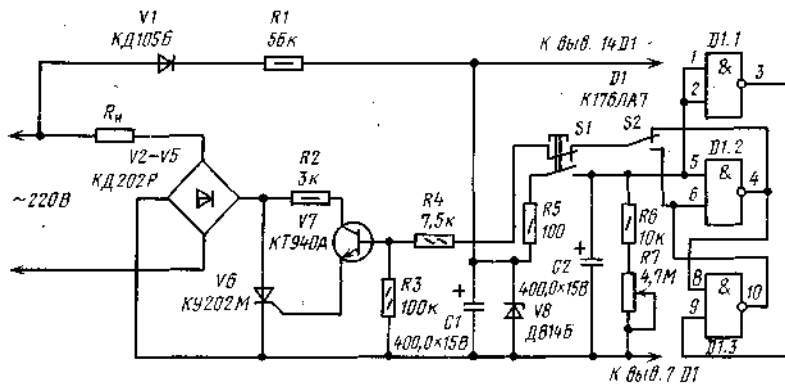 V1
КД105Б
R1
56к
К выв. 14D1
D1
К176ЛА7
D1.1
&
1
2
3
Rн
V2-V5
КД202Р
R2
3к
V7
КТ940А
R4
7,5к
S1
S2
D1.2
&
5
6
4
~220В
R5
100
R6
10к
R7
4,7М
V6
КУ202М
R3
100к
+
C1
400,0×15В
+
C2
400,0×15В
V8
Д814Б
8
9
&
10
D1.3
К выв. 7 D1